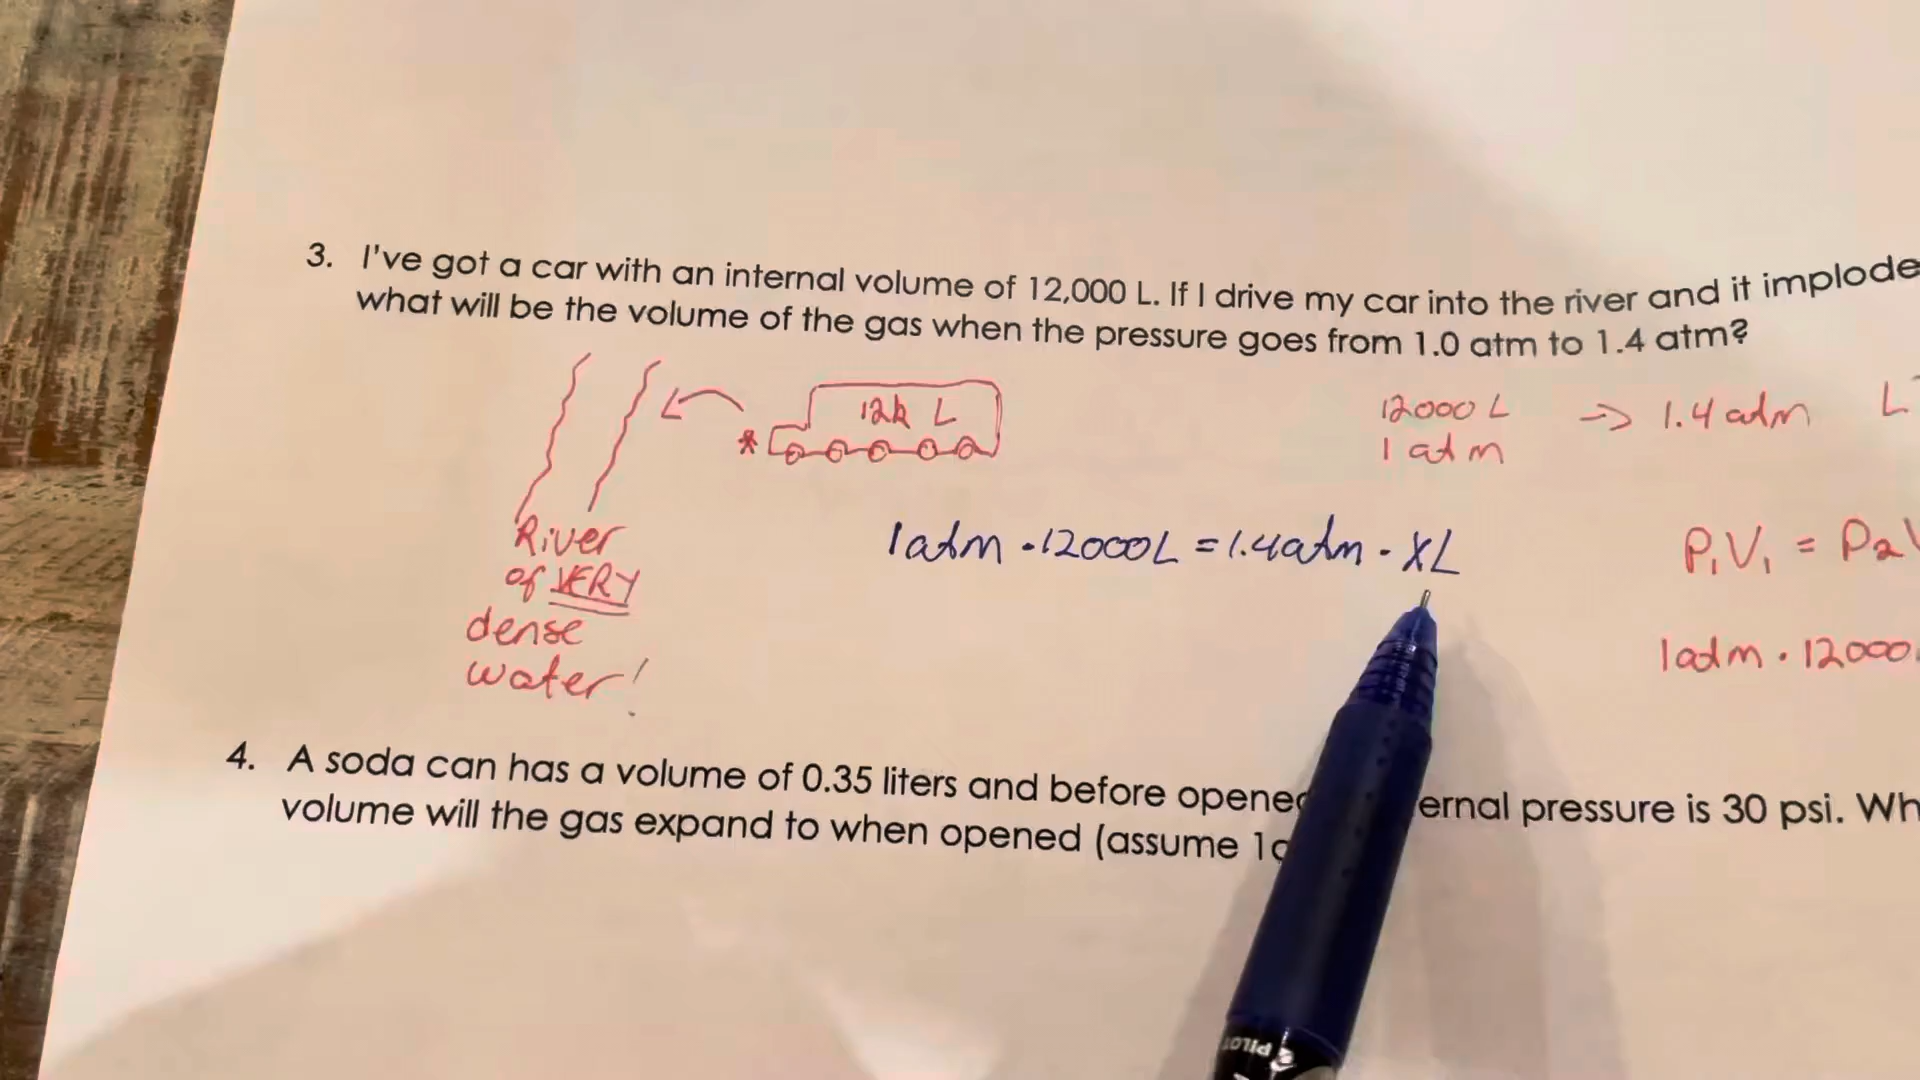 3. I've got a car with an internal volume of 12,000 L. If I drive my car into the river and it implode
what will be the volume of the gas when the pressure goes from 1.0 atm to 1.4 atm?
12k L
12000 L → 1.4 atm L
1 atm
River
of VERY
dense
water!
1atm · 12000L = 1.4atm · XL
P₁V₁ = P₂V
1atm · 12000
4. A soda can has a volume of 0.35 liters and before opened ernal pressure is 30 psi. Wh
volume will the gas expand to when opened (assume 1
PILOT